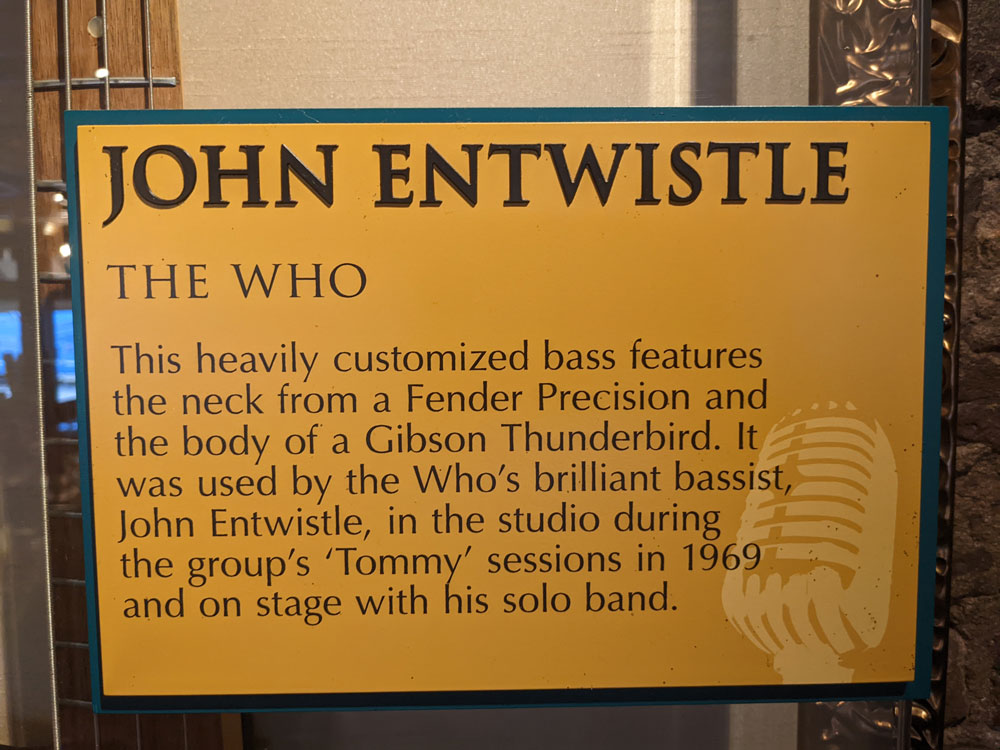 JOHN ENTWISTLE
THE WHO
This heavily customized bass features
the neck from a Fender Precision and
the body of a Gibson Thunderbird. It
was used by the Who’s brilliant bassist,
John Entwistle, in the studio during
the group’s ‘Tommy’ sessions in 1969
and on stage with his solo band.